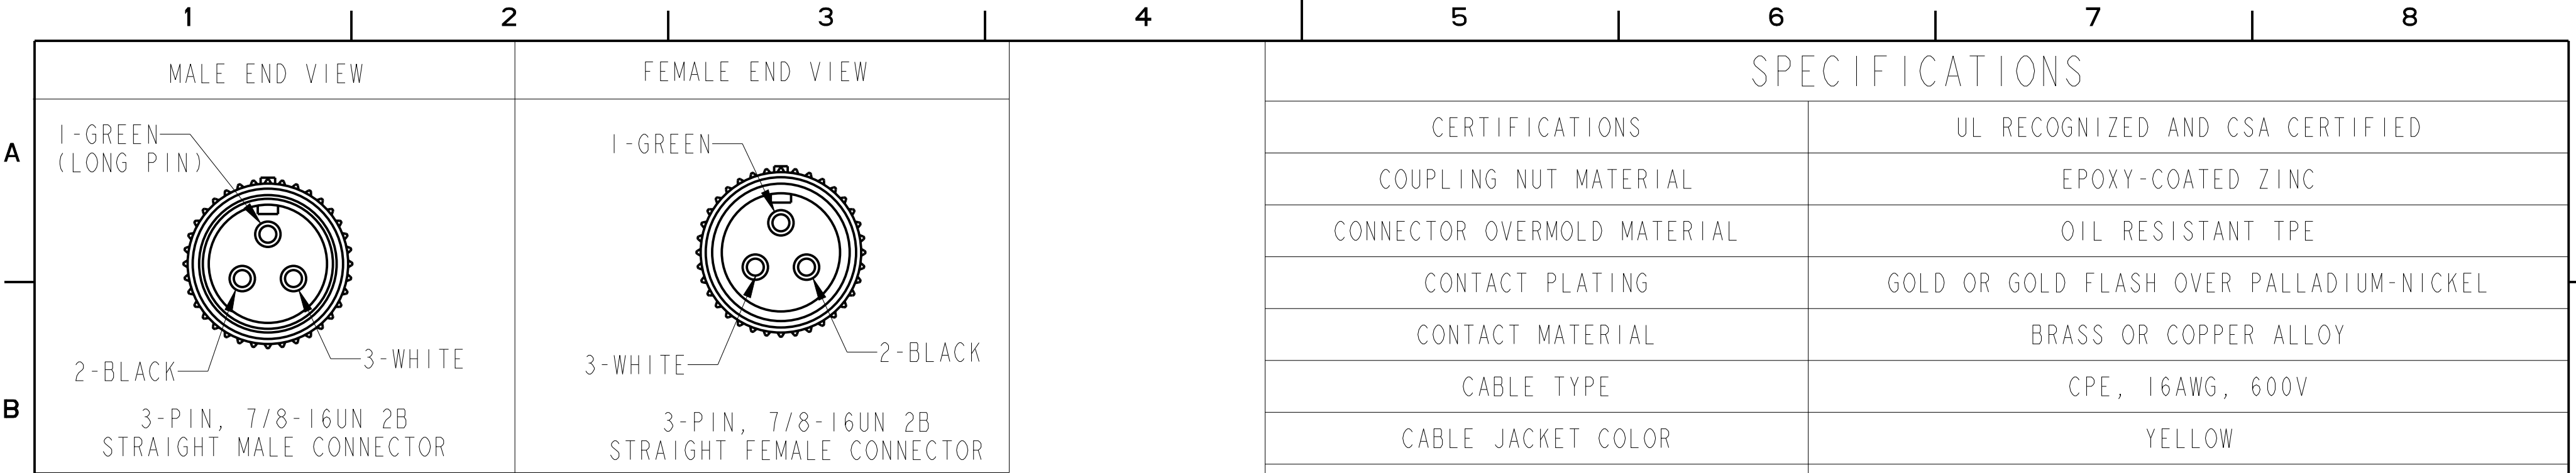 1 2 3 4 5 6 7 8
MALE END VIEW
FEMALE END VIEW
A
1-GREEN
(LONG PIN)
2-BLACK
3-WHITE
3-PIN, 7/8-16UN 2B
STRAIGHT MALE CONNECTOR
1-GREEN
3-WHITE
2-BLACK
3-PIN, 7/8-16UN 2B
STRAIGHT FEMALE CONNECTOR
B
SPECIFICATIONS
CERTIFICATIONS UL RECOGNIZED AND CSA CERTIFIED
COUPLING NUT MATERIAL EPOXY-COATED ZINC
CONNECTOR OVERMOLD MATERIAL OIL RESISTANT TPE
CONTACT PLATING GOLD OR GOLD FLASH OVER PALLADIUM-NICKEL
CONTACT MATERIAL BRASS OR COPPER ALLOY
CABLE TYPE CPE, 16AWG, 600V
CABLE JACKET COLOR YELLOW